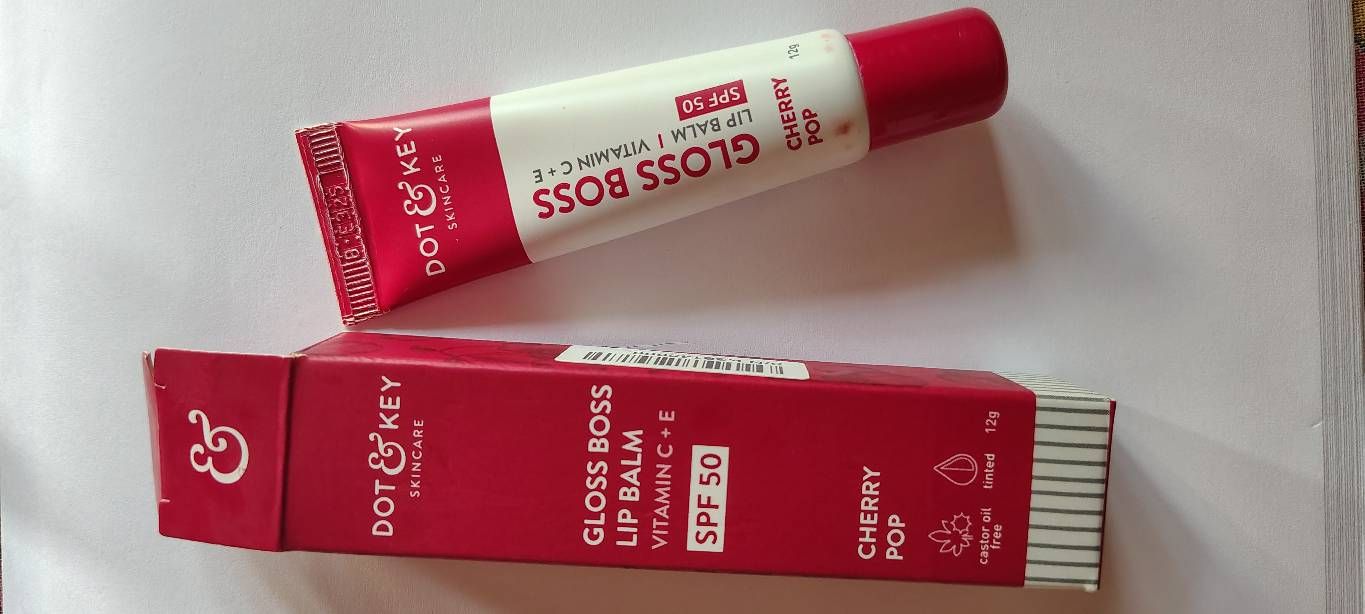 DOT & KEY
SKINCARE
GLOSS BOSS
LIP BALM | VITAMIN C + E
SPF 50
CHERRY
POP
12g
&
DOT & KEY
SKINCARE
GLOSS BOSS
LIP BALM
VITAMIN C + E
SPF 50
CHERRY
POP
castor oil
free
tinted
12g